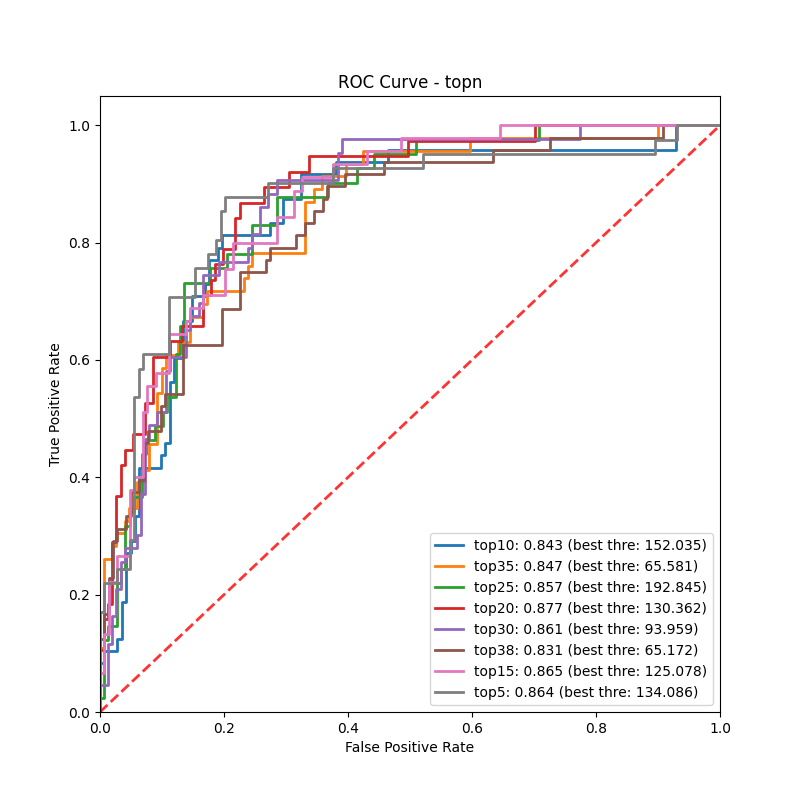 ROC Curve - topn
1.0
0.8
0.6
0.4
0.2
0.0
True Positive Rate
top10: 0.843 (best thre: 152.035)
top35: 0.847 (best thre: 65.581)
top25: 0.857 (best thre: 192.845)
top20: 0.877 (best thre: 130.362)
top30: 0.861 (best thre: 93.959)
top38: 0.831 (best thre: 65.172)
top15: 0.865 (best thre: 125.078)
top5: 0.864 (best thre: 134.086)
0.0 0.2 0.4 0.6 0.8 1.0
False Positive Rate